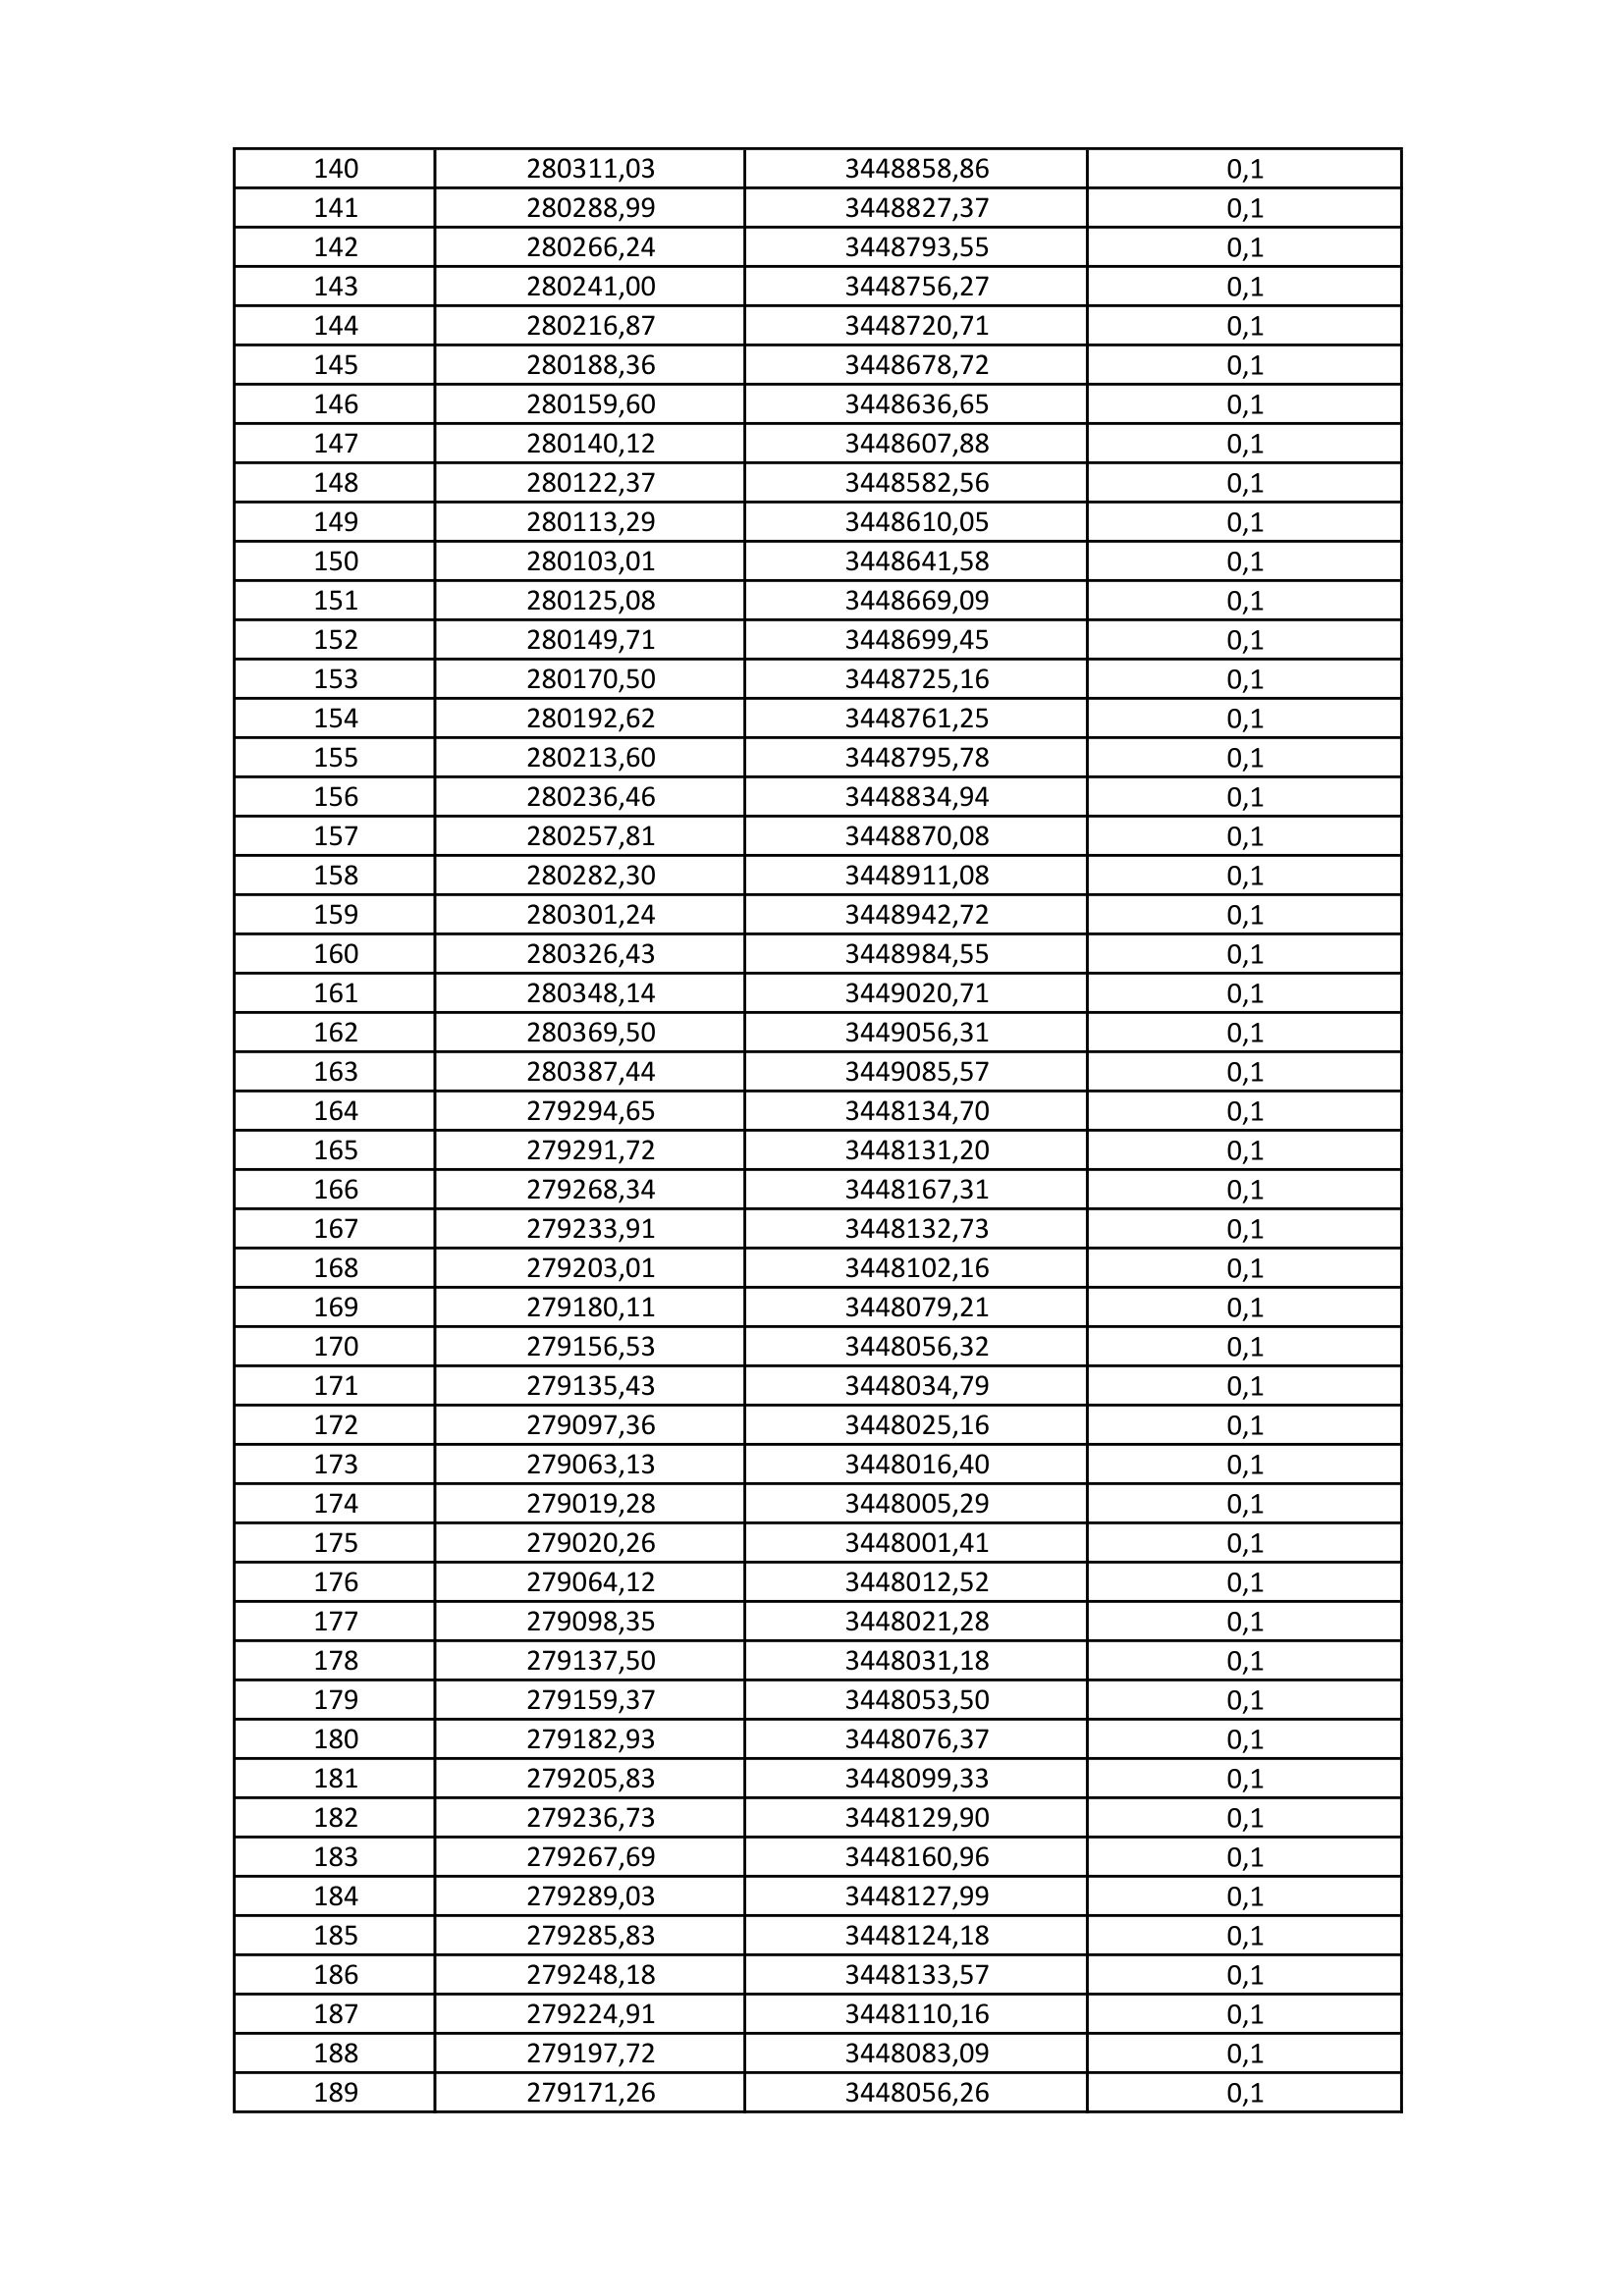 140 280311,03 3448858,86 0,1
141 280288,99 3448827,37 0,1
142 280266,24 3448793,55 0,1
143 280241,00 3448756,27 0,1
144 280216,87 3448720,71 0,1
145 280188,36 3448678,72 0,1
146 280159,60 3448636,65 0,1
147 280140,12 3448607,88 0,1
148 280122,37 3448582,56 0,1
149 280113,29 3448610,05 0,1
150 280103,01 3448641,58 0,1
151 280125,08 3448669,09 0,1
152 280149,71 3448699,45 0,1
153 280170,50 3448725,16 0,1
154 280192,62 3448761,25 0,1
155 280213,60 3448795,78 0,1
156 280236,46 3448834,94 0,1
157 280257,81 3448870,08 0,1
158 280282,30 3448911,08 0,1
159 280301,24 3448942,72 0,1
160 280326,43 3448984,55 0,1
161 280348,14 3449020,71 0,1
162 280369,50 3449056,31 0,1
163 280387,44 3449085,57 0,1
164 279294,65 3448134,70 0,1
165 279291,72 3448131,20 0,1
166 279268,34 3448167,31 0,1
167 279233,91 3448132,73 0,1
168 279203,01 3448102,16 0,1
169 279180,11 3448079,21 0,1
170 279156,53 3448056,32 0,1
171 279135,43 3448034,79 0,1
172 279097,36 3448025,16 0,1
173 279063,13 3448016,40 0,1
174 279019,28 3448005,29 0,1
175 279020,26 3448001,41 0,1
176 279064,12 3448012,52 0,1
177 279098,35 3448021,28 0,1
178 279137,50 3448031,18 0,1
179 279159,37 3448053,50 0,1
180 279182,93 3448076,37 0,1
181 279205,83 3448099,33 0,1
182 279236,73 3448129,90 0,1
183 279267,69 3448160,96 0,1
184 279289,03 3448127,99 0,1
185 279285,83 3448124,18 0,1
186 279248,18 3448133,57 0,1
187 279224,91 3448110,16 0,1
188 279197,72 3448083,09 0,1
189 279171,26 3448056,26 0,1